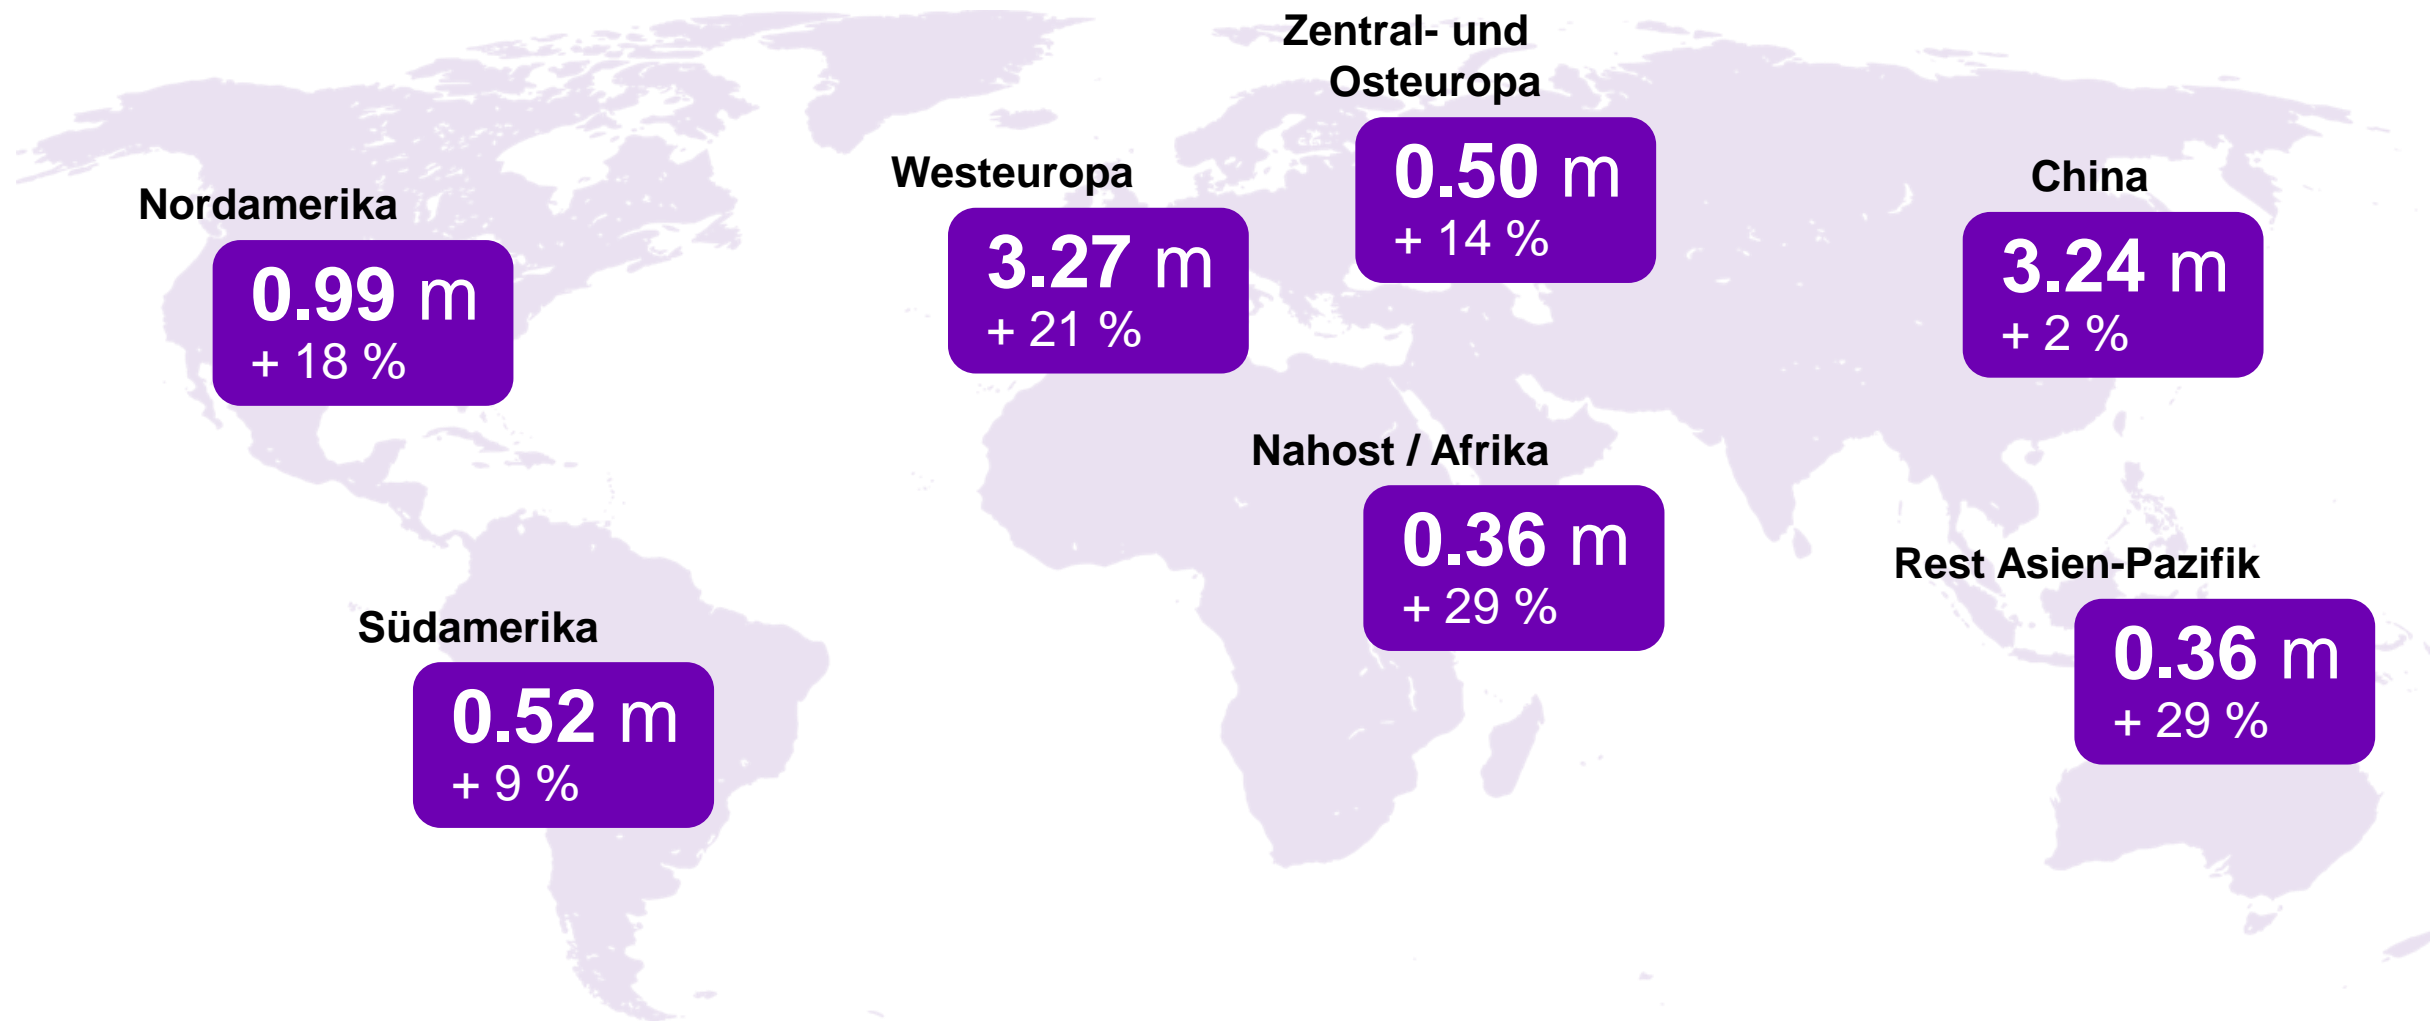 Zentral- und
Osteuropa
0.50 m
+ 14 %
Westeuropa
3.27 m
+ 21 %
China
3.24 m
+ 2 %
Nordamerika
0.99 m
+ 18 %
Nahost / Afrika
0.36 m
+ 29 %
Rest Asien-Pazifik
0.36 m
+ 29 %
Südamerika
0.52 m
+ 9 %